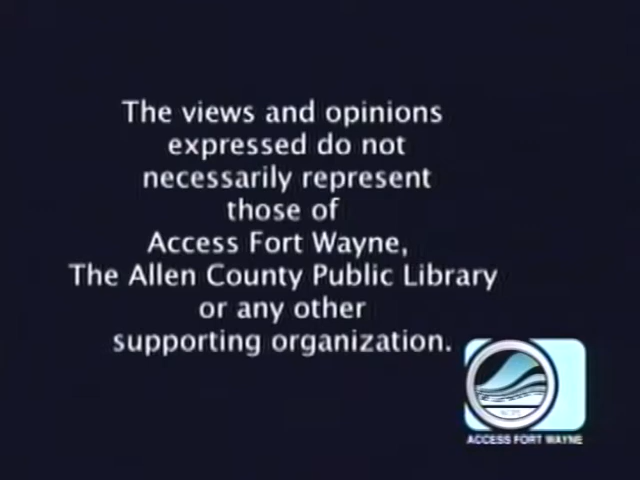 The views and opinions
expressed do not
necessarily represent
those of
Access Fort Wayne,
The Allen County Public Library
or any other
supporting organization.
ACCESS FORT WAYNE